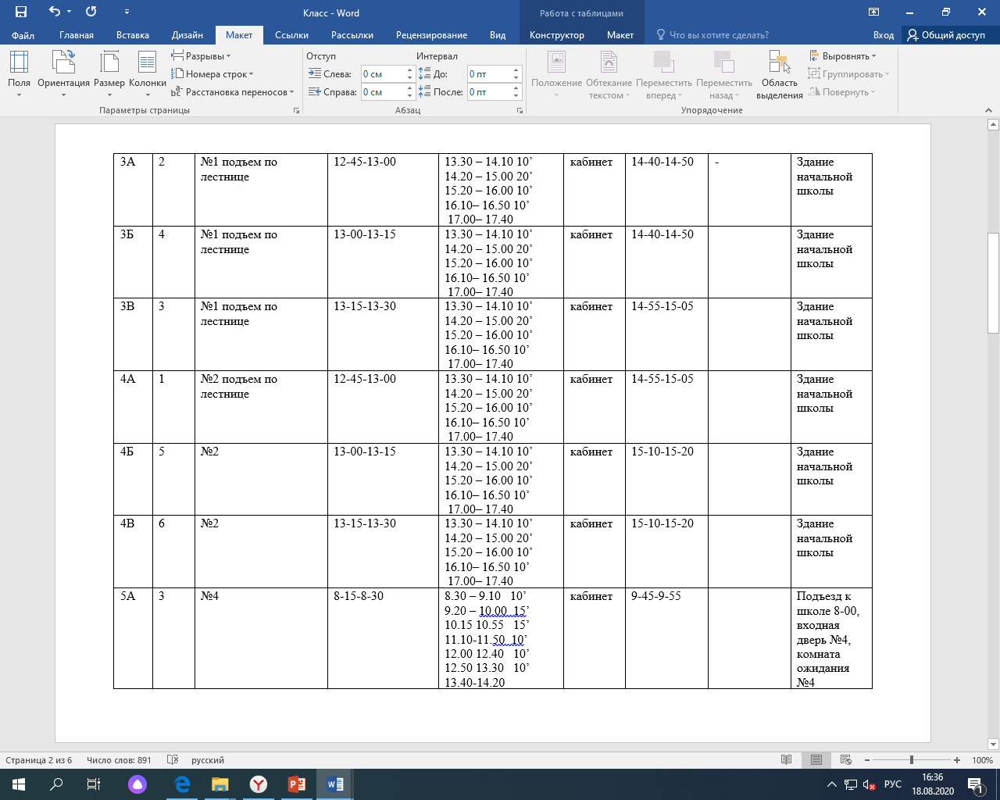 Класс - Word
Работа с таблицами
Файл
Главная
Вставка
Дизайн
Макет
Ссылки
Рассылки
Рецензирование
Вид
Конструктор
Макет
Что вы хотите сделать?
Вход
Общий доступ
Поля
Ориентация
Размер
Колонки
Разрывы
Номера строк
Расстановка переносов
Параметры страницы
Отступ
Слева:
0 см
Справа:
0 см
Интервал
До:
0 пт
После:
0 пт
Абзац
Положение
Обтекание
текстом
Переместить
вперед
Переместить
назад
Область
выделения
Выровнять
Группировать
Повернуть
Упорядочение
3А 2 №1 подъем по 12-45-13-00 13.30 – 14.10 10’ кабинет 14-40-14-50 - Здание
лестнице 14.20 – 15.00 20’ начальной
15.20 – 16.00 10’ школы
16.10– 16.50 10’
17.00– 17.40
3Б 4 №1 подъем по 13-00-13-15 13.30 – 14.10 10’ кабинет 14-40-14-50 Здание
лестнице 14.20 – 15.00 20’ начальной
15.20 – 16.00 10’ школы
16.10– 16.50 10’
17.00– 17.40
3В 3 №1 подъем по 13-15-13-30 13.30 – 14.10 10’ кабинет 14-55-15-05 Здание
лестнице 14.20 – 15.00 20’ начальной
15.20 – 16.00 10’ школы
16.10– 16.50 10’
17.00– 17.40
4А 1 №2 подъем по 12-45-13-00 13.30 – 14.10 10’ кабинет 14-55-15-05 Здание
лестнице 14.20 – 15.00 20’ начальной
15.20 – 16.00 10’ школы
16.10– 16.50 10’
17.00– 17.40
4Б 5 №2 13-00-13-15 13.30 – 14.10 10’ кабинет 15-10-15-20 Здание
14.20 – 15.00 20’ начальной
15.20 – 16.00 10’ школы
16.10– 16.50 10’
17.00– 17.40
4В 6 №2 13-15-13-30 13.30 – 14.10 10’ кабинет 15-10-15-20 Здание
14.20 – 15.00 20’ начальной
15.20 – 16.00 10’ школы
16.10– 16.50 10’
17.00– 17.40
5А 3 №4 8-15-8-30 8.30 – 9.10 10’ кабинет 9-45-9-55 Подъезд к
9.20 – 10.00 15’ школе 8-00,
10.15 10.55 15’ входная
11.10-11.50 10’ дверь №4,
12.00 12.40 10’ комната
12.50 13.30 10’ ожидания
13.40-14.20 №4
Страница 2 из 6
Число слов: 891
русский
100%
РУС
16:36
18.08.2020
1